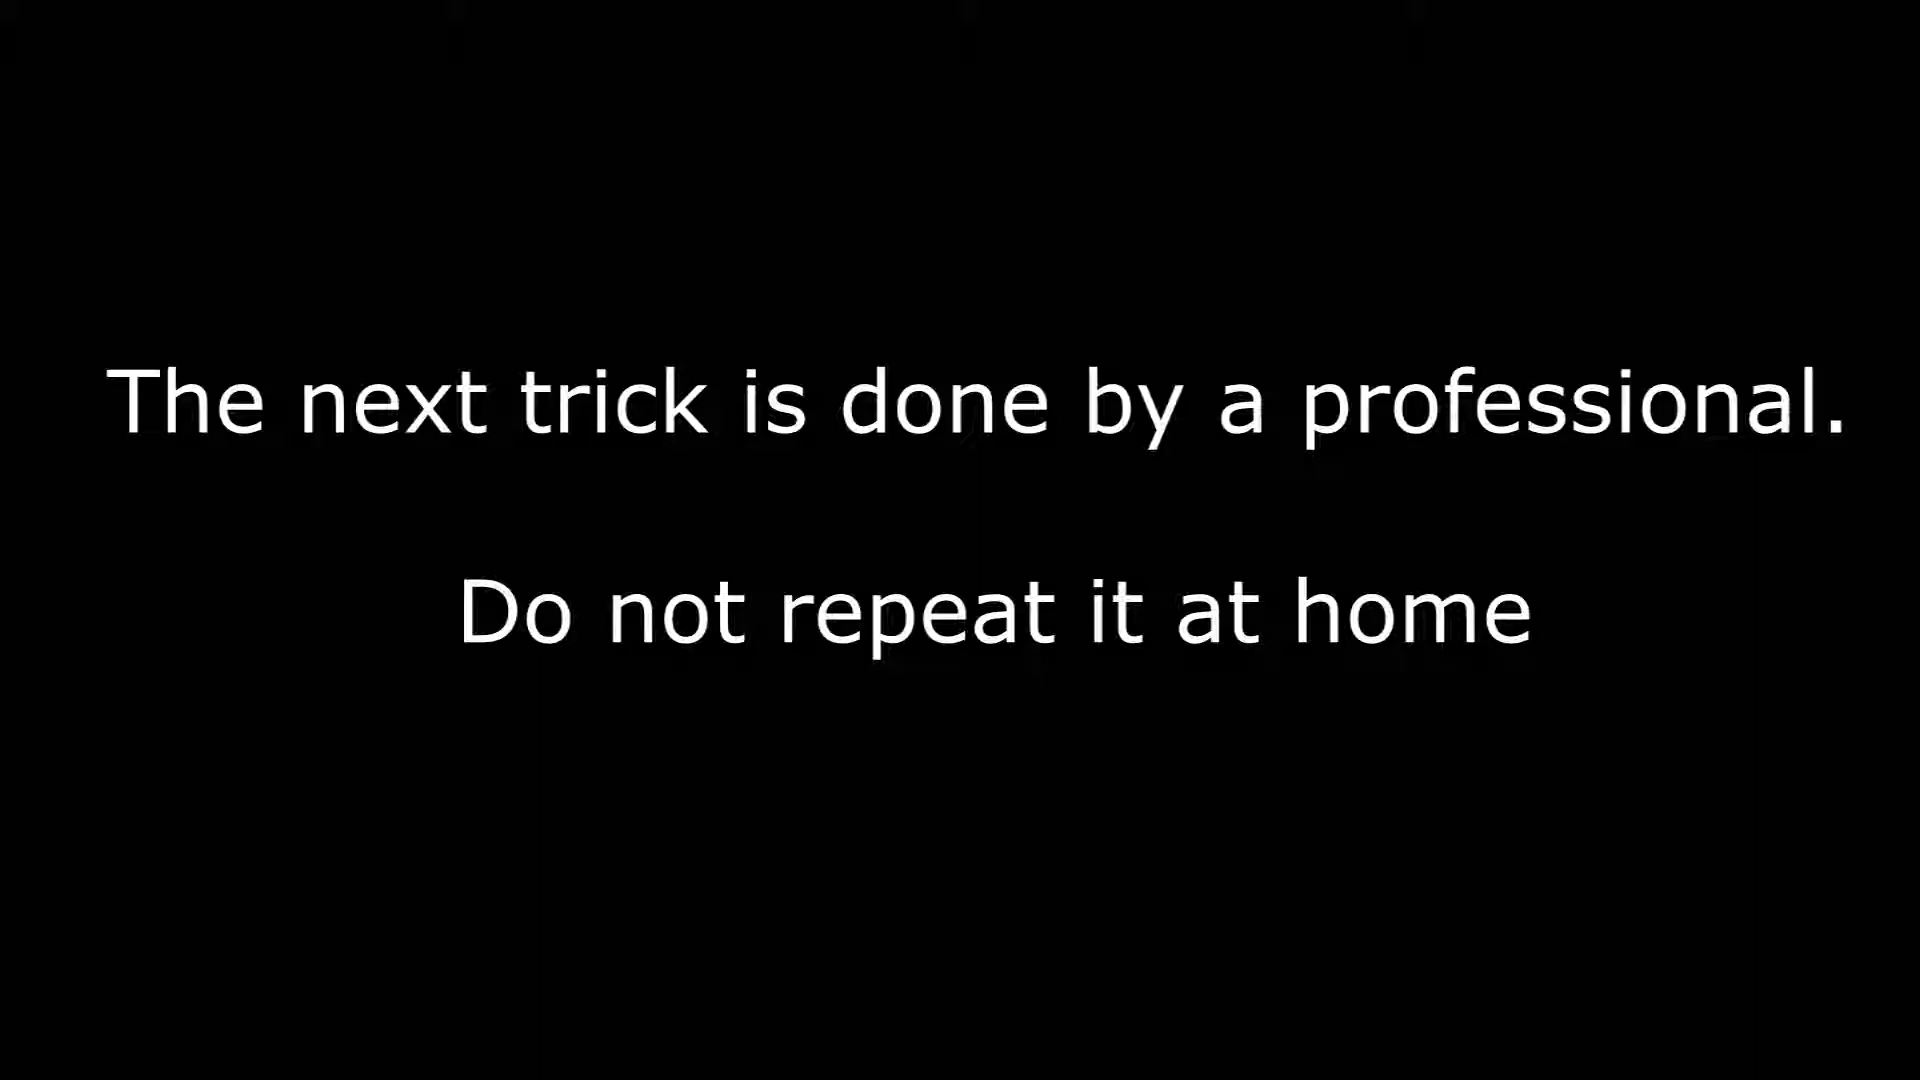 The next trick is done by a professional.
Do not repeat it at home